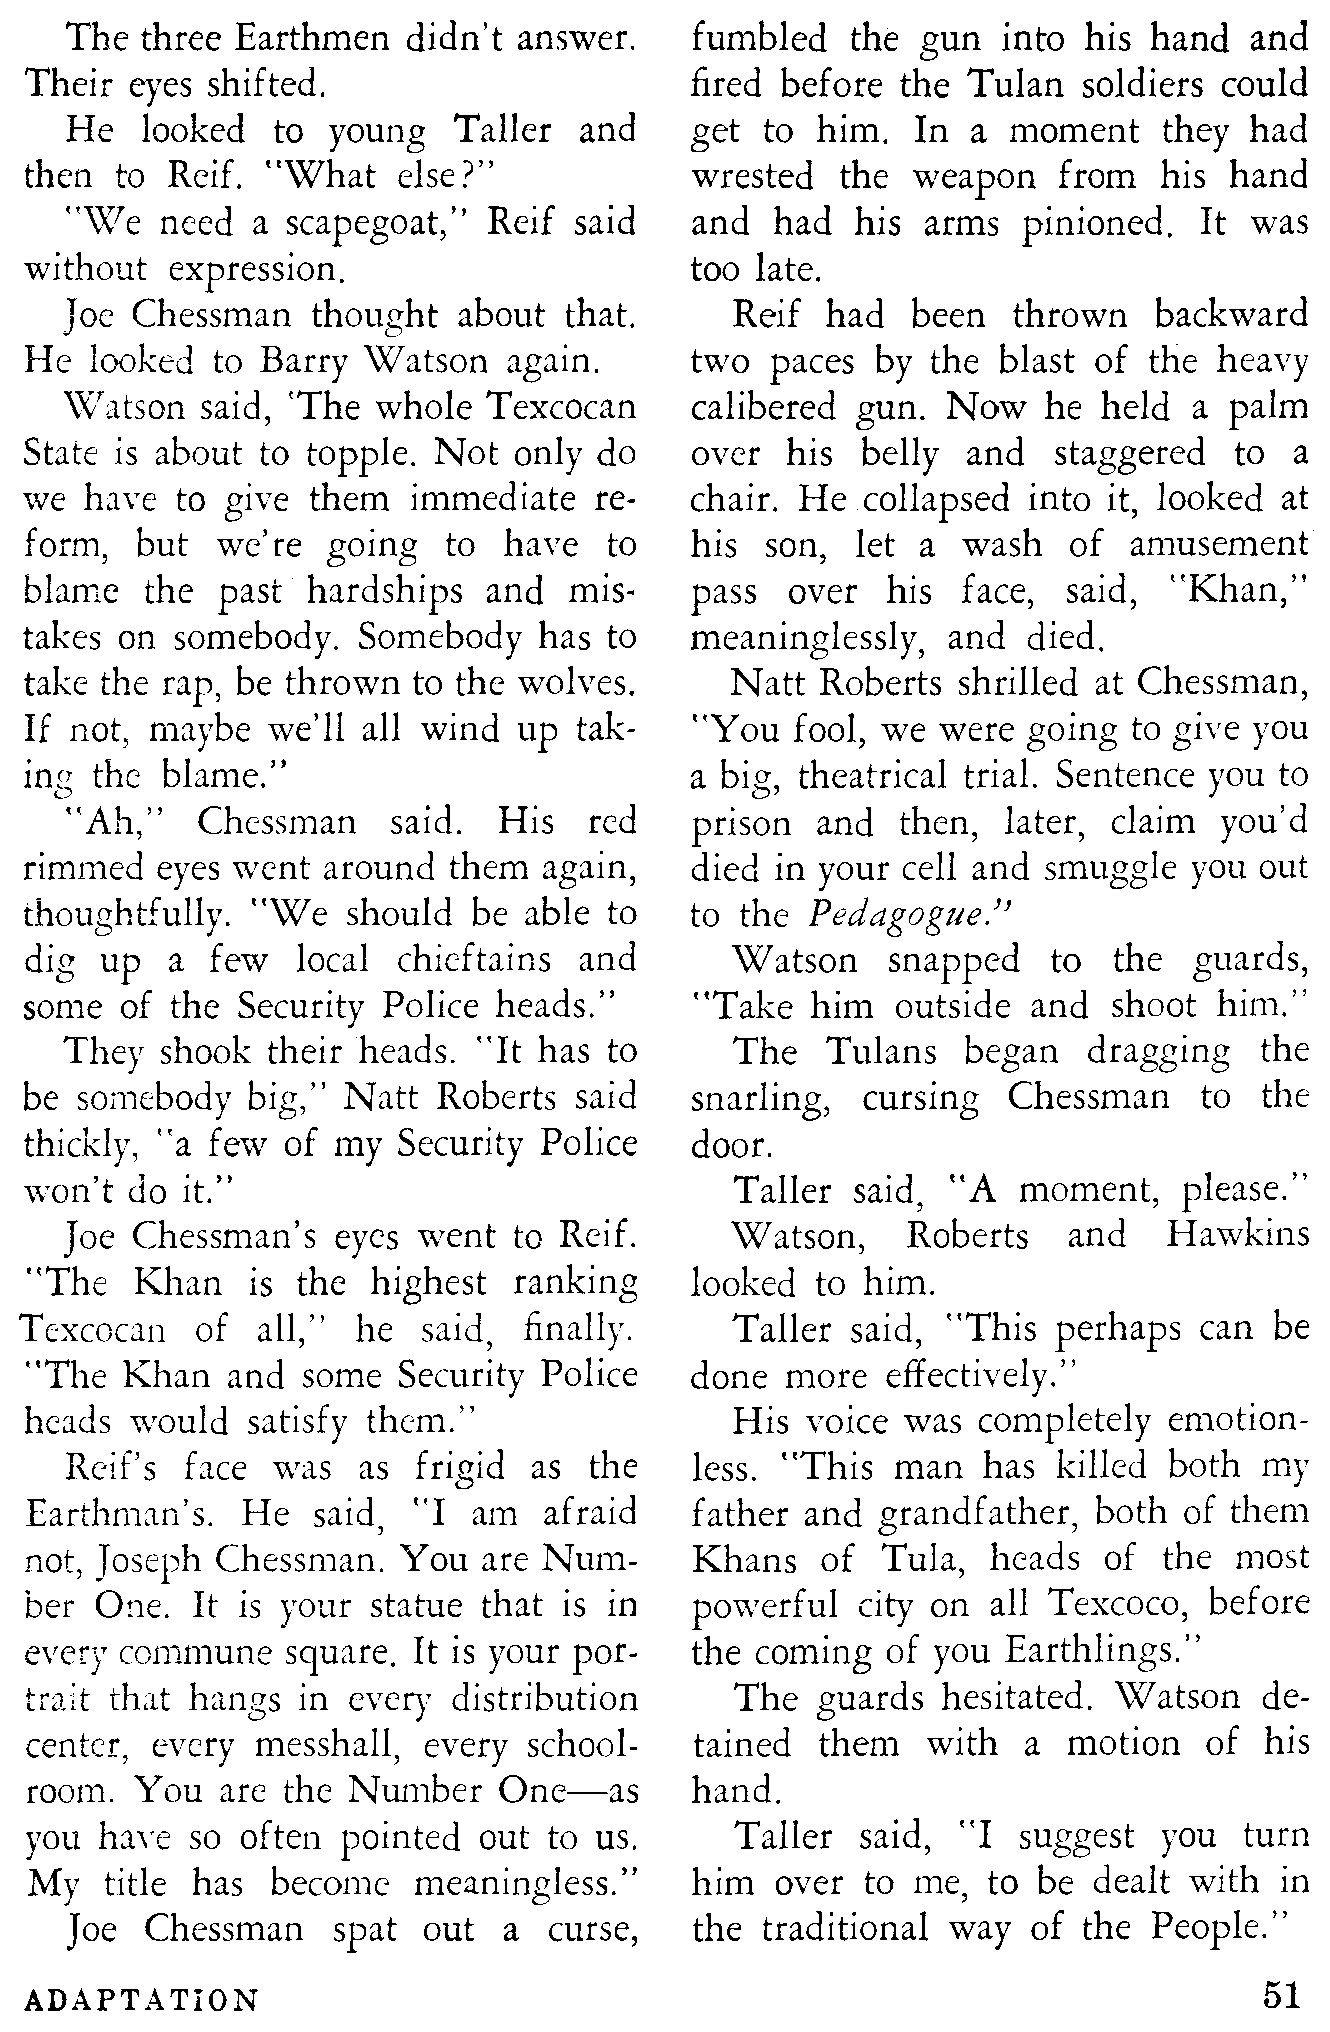 The three Earthmen didn't answer.
Their eyes shifted.
He looked to young Taller and
then to Reif. "What else?"
"We need a scapegoat," Reif said
without expression.
Joe Chessman thought about that.
He looked to Barry Watson again.
Watson said, 'The whole Texcocan
State is about to topple. Not only do
we have to give them immediate re-
form, but we're going to have to
blame the past hardships and mis-
takes on somebody. Somebody has to
take the rap, be thrown to the wolves.
If not, maybe we'll all wind up tak-
ing the blame."
"Ah," Chessman said. His red
rimmed eyes went around them again,
thoughtfully. "We should be able to
dig up a few local chieftains and
some of the Security Police heads."
They shook their heads. "It has to
be somebody big," Natt Roberts said
thickly, "a few of my Security Police
won't do it."
Joe Chessman's eyes went to Reif.
"The Khan is the highest ranking
Texcocan of all," he said, finally.
"The Khan and some Security Police
heads would satisfy them."
Reif's face was as frigid as the
Earthman's. He said, "I am afraid
not, Joseph Chessman. You are Num-
ber One. It is your statue that is in
every commune square. It is your por-
trait that hangs in every distribution
center, every messhall, every school-
room. You are the Number One—as
you have so often pointed out to us.
My title has become meaningless."
Joe Chessman spat out a curse,
fumbled the gun into his hand and
fired before the Tulan soldiers could
get to him. In a moment they had
wrested the weapon from his hand
and had his arms pinioned. It was
too late.
Reif had been thrown backward
two paces by the blast of the heavy
calibered gun. Now he held a palm
over his belly and staggered to a
chair. He collapsed into it, looked at
his son, let a wash of amusement
pass over his face, said, "Khan,"
meaninglessly, and died.
Natt Roberts shrilled at Chessman,
"You fool, we were going to give you
a big, theatrical trial. Sentence you to
prison and then, later, claim you'd
died in your cell and smuggle you out
to the Pedagogue."
Watson snapped to the guards,
"Take him outside and shoot him."
The Tulans began dragging the
snarling, cursing Chessman to the
door.
Taller said, "A moment, please."
Watson, Roberts and Hawkins
looked to him.
Taller said, "This perhaps can be
done more effectively."
His voice was completely emotion-
less. "This man has killed both my
father and grandfather, both of them
Khans of Tula, heads of the most
powerful city on all Texcoco, before
the coming of you Earthlings."
The guards hesitated. Watson de-
tained them with a motion of his
hand.
Taller said, "I suggest you turn
him over to me, to be dealt with in
the traditional way of the People."
ADAPTATION
51